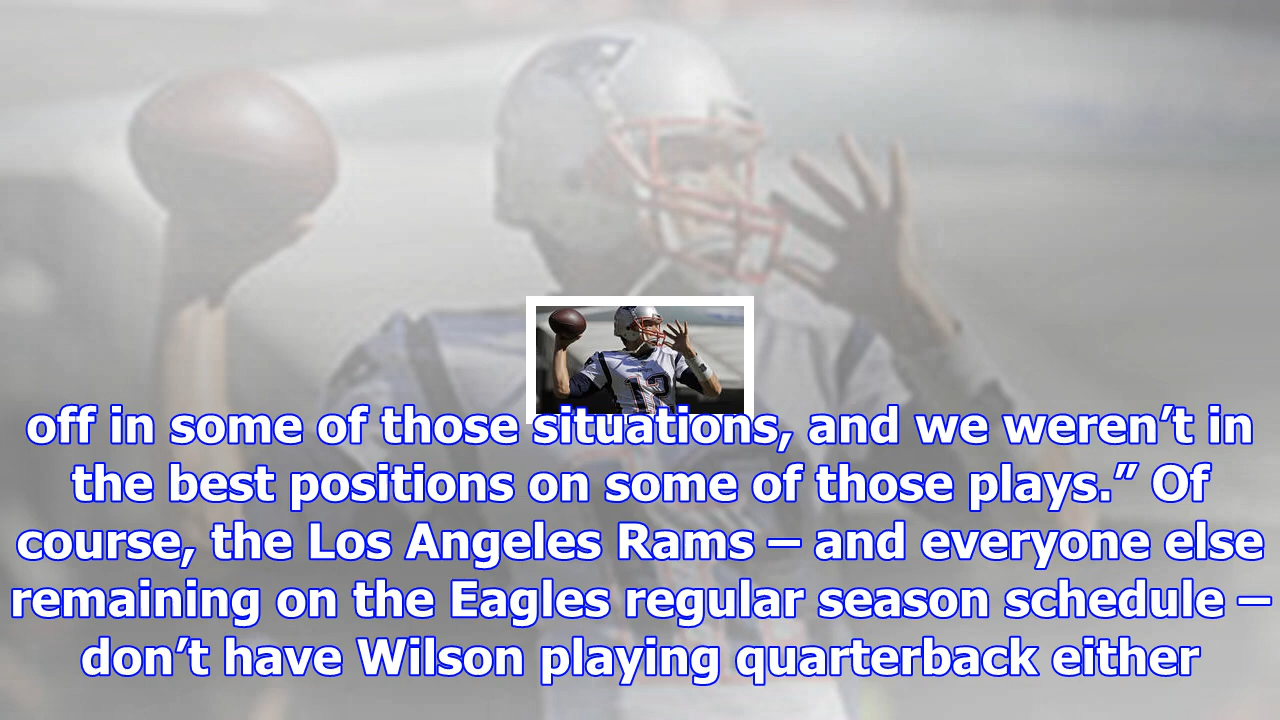 12
off in some of those situations, and we weren’t in
the best positions on some of those plays.” Of
course, the Los Angeles Rams – and everyone else
remaining on the Eagles regular season schedule –
don’t have Wilson playing quarterback either